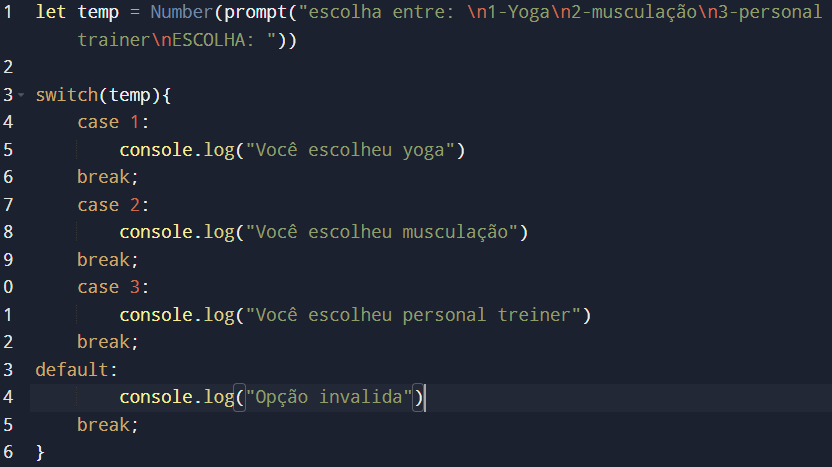 1 let temp = Number(prompt("escolha entre: \n1-Yoga\n2-musculação\n3-personal
trainer\nESCOLHA: "))
2
3 switch(temp){
4 case 1:
5 console.log("Você escolheu yoga")
6 break;
7 case 2:
8 console.log("Você escolheu musculação")
9 break;
0 case 3:
1 console.log("Você escolheu personal treiner")
2 break;
3 default:
4 console.log("Opção invalida")
5 break;
6 }